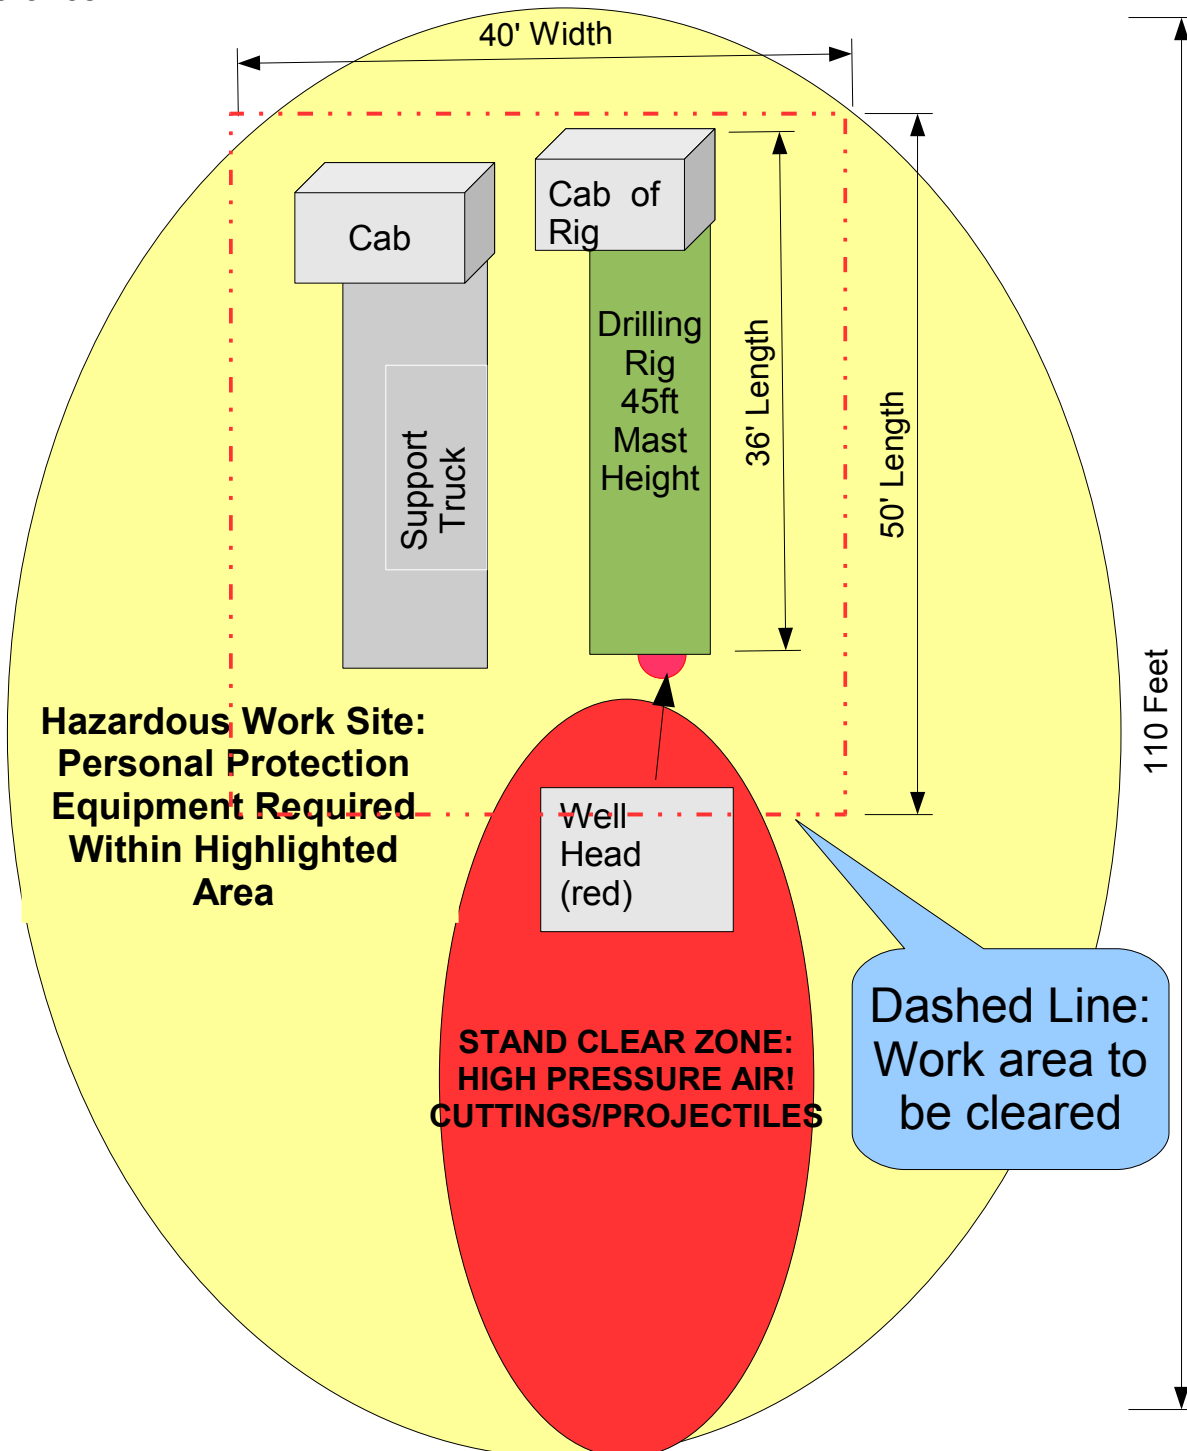 40' Width
Cab
Cab of
Rig
Drilling
Rig
45ft
Mast
Height
36' Length
50' Length
Support
Truck
110 Feet
Hazardous Work Site:
Personal Protection
Equipment Required
Within Highlighted
Area
Well
Head
(red)
STAND CLEAR ZONE:
HIGH PRESSURE AIR!
CUTTINGS/PROJECTILES
Dashed Line:
Work area to
be cleared